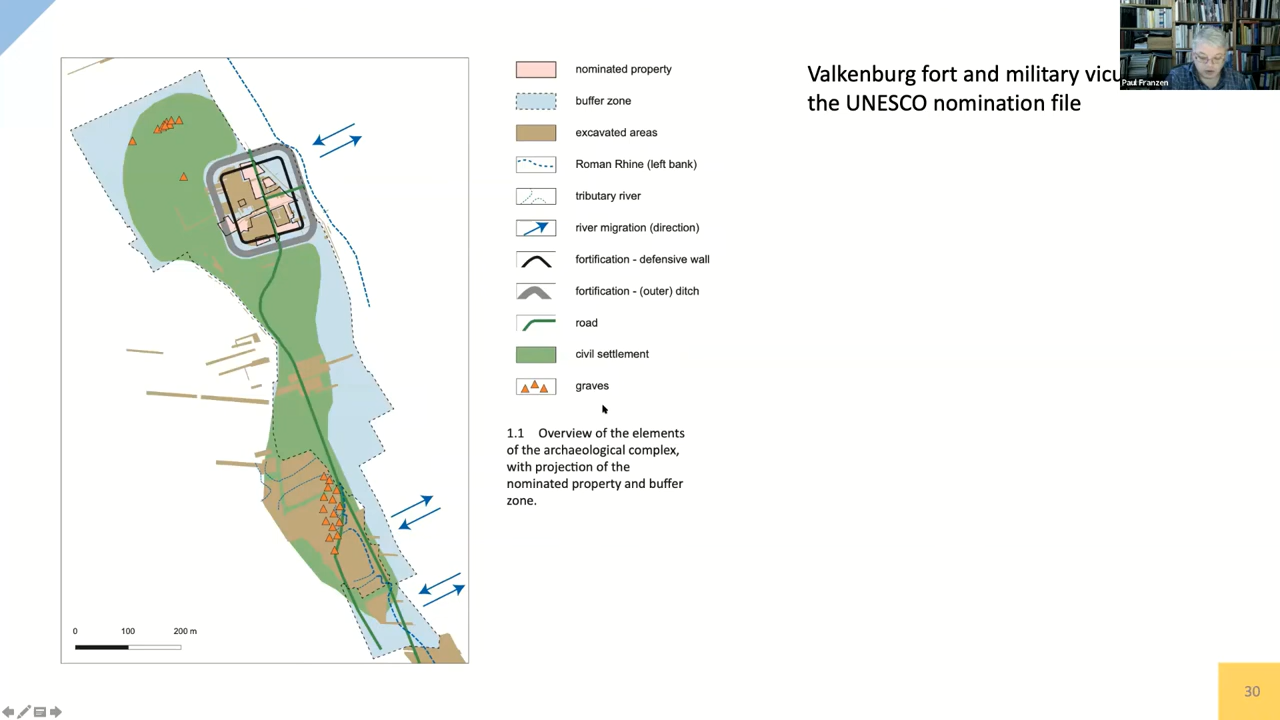 Valkenburg fort and military vicu
the UNESCO nomination file
Paul Franzen
nominated property
buffer zone
excavated areas
Roman Rhine (left bank)
tributary river
river migration (direction)
fortification - defensive wall
fortification - (outer) ditch
road
civil settlement
graves
1.1 Overview of the elements
of the archaeological complex,
with projection of the
nominated property and buffer
zone.
0 100 200 m
30